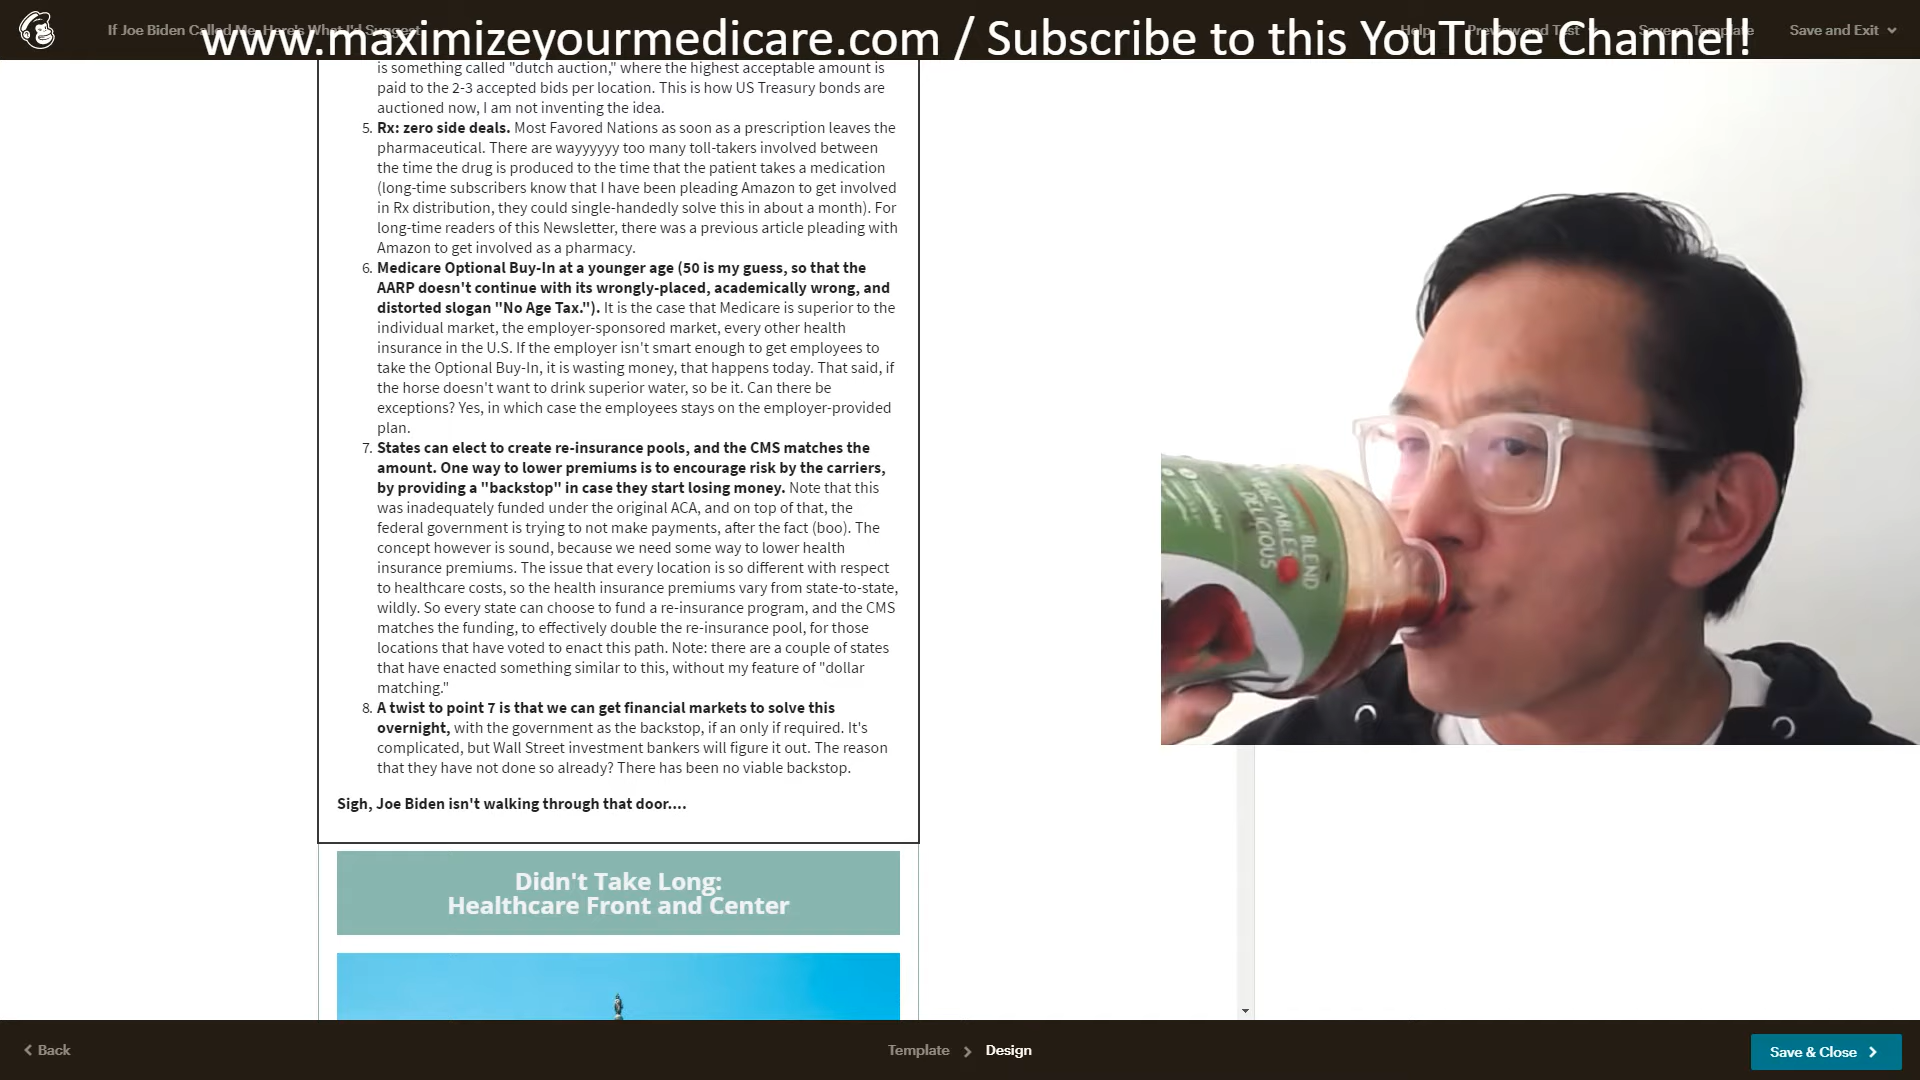 If Joe Biden Called Me, Here's What I'd Suggest
www.maximizeyourmedicare.com / Subscribe to this YouTube Channel!
Help
Preview and Test
Save as Template
Save and Exit
is something called "dutch auction," where the highest acceptable amount is
paid to the 2-3 accepted bids per location. This is how US Treasury bonds are
auctioned now, I am not inventing the idea.
5. Rx: zero side deals. Most Favored Nations as soon as a prescription leaves the
pharmaceutical. There are wayyyyyy too many toll-takers involved between
the time the drug is produced to the time that the patient takes a medication
(long-time subscribers know that I have been pleading Amazon to get involved
in Rx distribution, they could single-handedly solve this in about a month). For
long-time readers of this Newsletter, there was a previous article pleading with
Amazon to get involved as a pharmacy.
6. Medicare Optional Buy-In at a younger age (50 is my guess, so that the
AARP doesn't continue with its wrongly-placed, academically wrong, and
distorted slogan "No Age Tax."). It is the case that Medicare is superior to the
individual market, the employer-sponsored market, every other health
insurance in the U.S. If the employer isn't smart enough to get employees to
take the Optional Buy-In, it is wasting money, that happens today. That said, if
the horse doesn't want to drink superior water, so be it. Can there be
exceptions? Yes, in which case the employees stays on the employer-provided
plan.
7. States can elect to create re-insurance pools, and the CMS matches the
amount. One way to lower premiums is to encourage risk by the carriers,
by providing a "backstop" in case they start losing money. Note that this
was inadequately funded under the original ACA, and on top of that, the
federal government is trying to not make payments, after the fact (boo). The
concept however is sound, because we need some way to lower health
insurance premiums. The issue that every location is so different with respect
to healthcare costs, so the health insurance premiums vary from state-to-state,
wildly. So every state can choose to fund a re-insurance program, and the CMS
matches the funding, to effectively double the re-insurance pool, for those
locations that have voted to enact this path. Note: there are a couple of states
that have enacted something similar to this, without my feature of "dollar
matching."
8. A twist to point 7 is that we can get financial markets to solve this
overnight, with the government as the backstop, if an only if required. It's
complicated, but Wall Street investment bankers will figure it out. The reason
that they have not done so already? There has been no viable backstop.
Sigh, Joe Biden isn't walking through that door....
Didn't Take Long:
Healthcare Front and Center
BLEND
VEGETABLES
DELICIOUS
Back
Template
Design
Save & Close